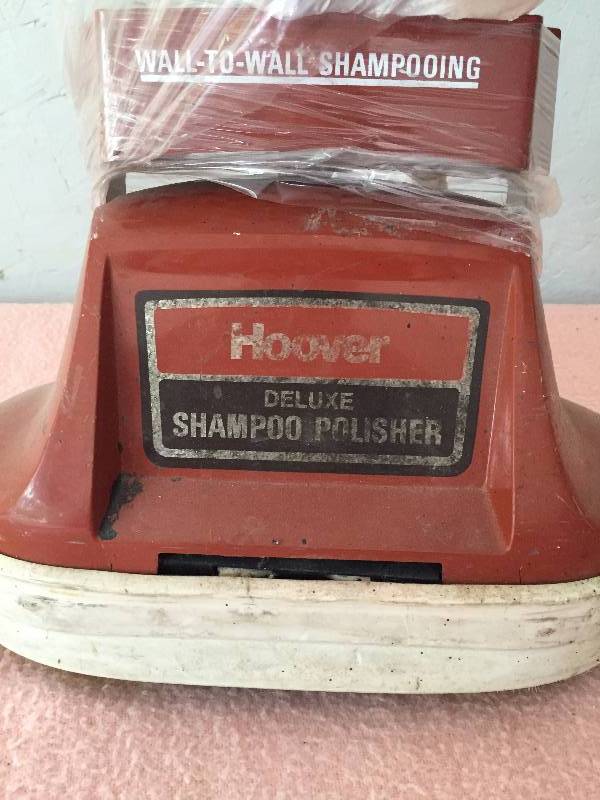 WALL-TO-WALL SHAMPOOING
Hoover
DELUXE
SHAMPOO POLISHER